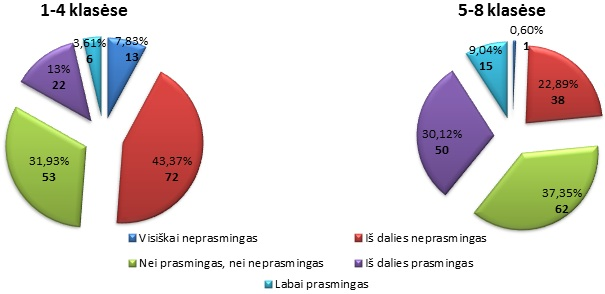 1-4 klasėse
5-8 klasėse
3,61%
6
7,83%
13
13%
22
31,93%
53
43,37%
72
0,60%
1
9,04%
15
22,89%
38
30,12%
50
37,35%
62
Visiškai neprasmingas
Iš dalies neprasmingas
Nei prasmingas, nei neprasmingas
Iš dalies prasmingas
Labai prasmingas